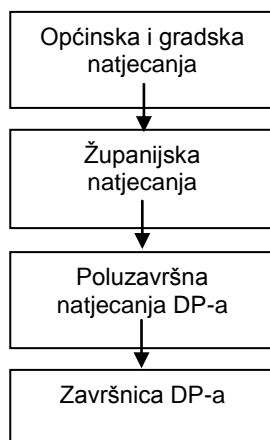 Općinska i gradska
natjecanja
Županijska
natjecanja
Poluzavršna
natjecanja DP-a
Završnica DP-a